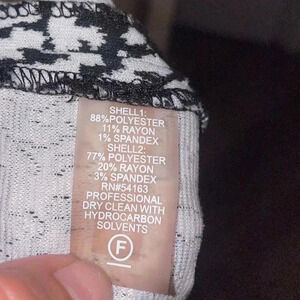 SHELL1:
88%POLYESTER
11% RAYON
1% SPANDEX
SHELL2:
77% POLYESTER
20% RAYON
3% SPANDEX
RN#54163
PROFESSIONAL
DRY CLEAN WITH
HYDROCARBON
SOLVENTS
F